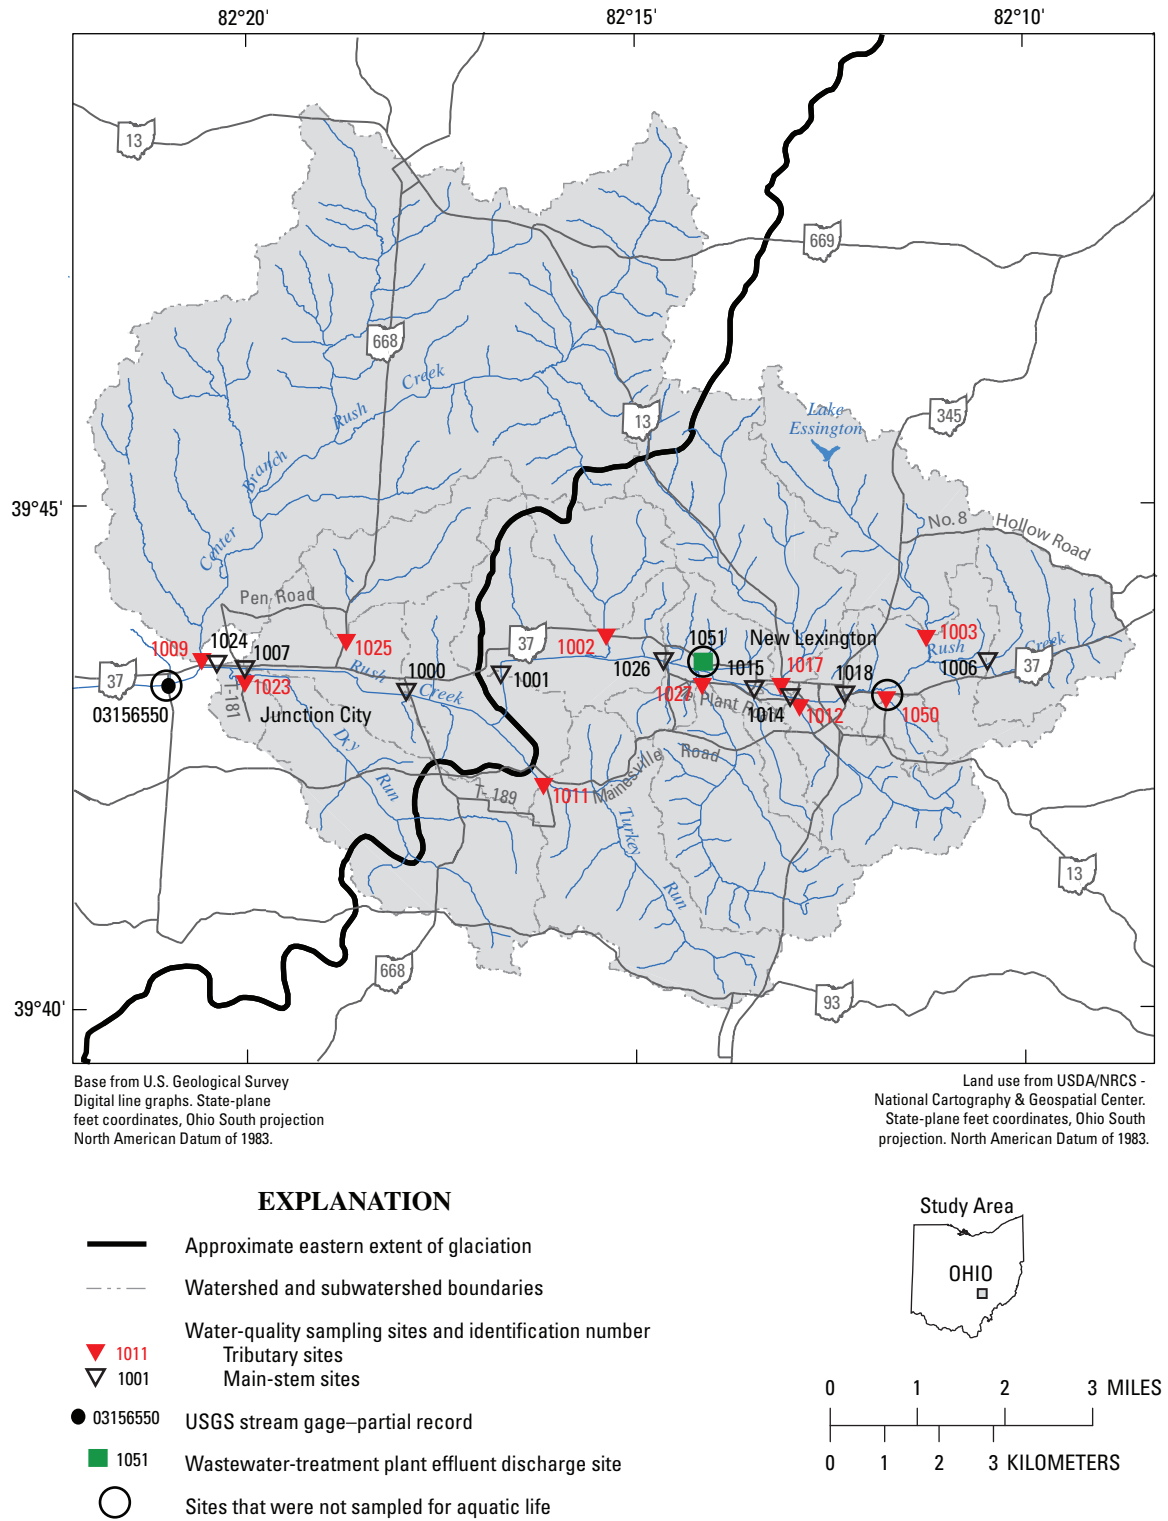 82°20'
82°15'
82°10'
13
669
668
Creek
Rush
Branch
Center
13
Lake
Essington
345
39°45'
No. 8
Hollow Road
Pen Road
1009
1024
1007
1025
1023
37
03156550
T-181
Junction City
Rush
Creek
1000
37
1001
1002
1026
1051
New Lexington
1003
Rush
Creek
1006
37
1015
1017
1018
1014
1012
1050
Plant
Dry
Run
T-189
1011
Mainesville
Road
Turkey
Run
13
668
93
39°40'
Base from U.S. Geological Survey
Digital line graphs. State-plane
feet coordinates, Ohio South projection
North American Datum of 1983.
Land use from USDA/NRCS -
National Cartography & Geospatial Center.
State-plane feet coordinates, Ohio South
projection. North American Datum of 1983.
EXPLANATION
Approximate eastern extent of glaciation
Watershed and subwatershed boundaries
Water-quality sampling sites and identification number
1011 Tributary sites
1001 Main-stem sites
03156550 USGS stream gage–partial record
1051 Wastewater-treatment plant effluent discharge site
Sites that were not sampled for aquatic life
Study Area
OHIO
0 1 2 3 MILES
0 1 2 3 KILOMETERS